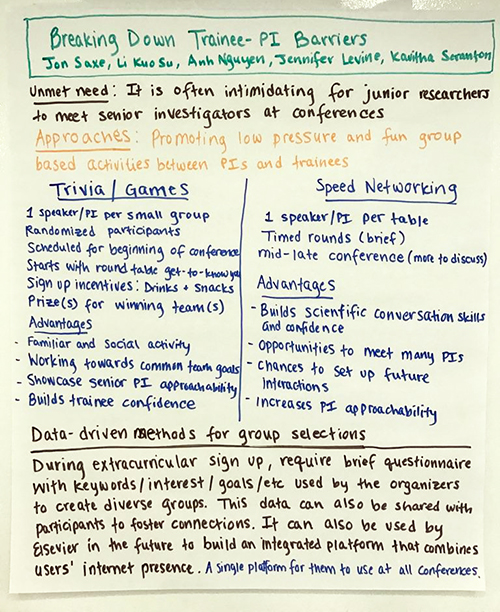 Breaking Down Trainee-PI Barriers
Jon Saxe, Li Kuo Su, Anh Nguyen, Jennifer Levine, Kavitha Scranton
Unmet need: It is often intimidating for junior researchers
to meet senior investigators at conferences
Approaches: Promoting low pressure and fun group
based activities between PIs and trainees
Trivia/Games
1 speaker/PI per small group
Randomized participants
Scheduled for beginning of conference
Starts with round table get-to-know you
Sign up incentives: Drinks + snacks
Prize(s) for winning team(s)
Advantages
- Familiar and social activity
- Working towards common team goals
- Showcase senior PI approachability
- Builds trainee confidence
Speed Networking
1 speaker/PI per table
Timed rounds (brief)
mid-late conference (more to discuss)
Advantages
- Builds scientific conversation skills
and confidence
- Opportunities to meet many PIs
- Chances to set up future
interactions
- Increases PI approachability
Data-driven methods for group selections
During extracurricular sign up, require brief questionnaire
with keywords/interest/goals/etc used by the organizers
to create diverse groups. This data can also be shared with
participants to foster connections. It can also be used by
Elsevier in the future to build an integrated platform that combines
users' internet presence. A single platform for them to use at all conferences.